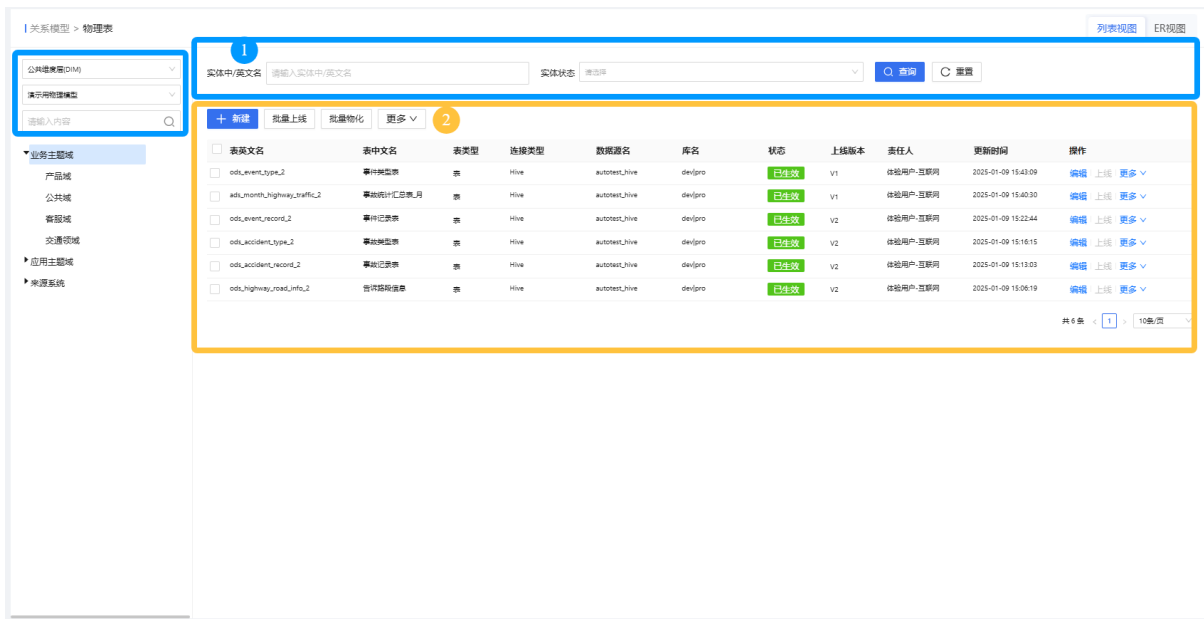 关系模型 > 物理表
列表视图 ER视图
1
公共维度层(DIM)
演示用物理模型
请输入内容
实体中/英文名 请输入实体中/英文名 实体状态 请选择 查询 重置
新建 批量上线 批量物化 更多 2
业务主题域
产品域
公共域
客服域
交通领域
应用主题域
来源系统
表英文名 表中文名 表类型 连接类型 数据源名 库名 状态 上线版本 责任人 更新时间 操作
ods_event_type_2 事件类型表 表 Hive autotest_hive dev|pro 已生效 V1 体验用户-互联网 2025-01-09 15:43:09 编辑 上线 更多
ads_month_highway_traffic_2 事故统计汇总表_月 表 Hive autotest_hive dev|pro 已生效 V1 体验用户-互联网 2025-01-09 15:40:30 编辑 上线 更多
ods_event_record_2 事件记录表 表 Hive autotest_hive dev|pro 已生效 V2 体验用户-互联网 2025-01-09 15:22:44 编辑 上线 更多
ods_accident_type_2 事故类型表 表 Hive autotest_hive dev|pro 已生效 V2 体验用户-互联网 2025-01-09 15:16:15 编辑 上线 更多
ods_accident_record_2 事故记录表 表 Hive autotest_hive dev|pro 已生效 V2 体验用户-互联网 2025-01-09 15:13:03 编辑 上线 更多
ods_highway_road_info_2 告诉路段信息 表 Hive autotest_hive dev|pro 已生效 V2 体验用户-互联网 2025-01-09 15:06:19 编辑 上线 更多
共 6 条 < 1 > 10条/页